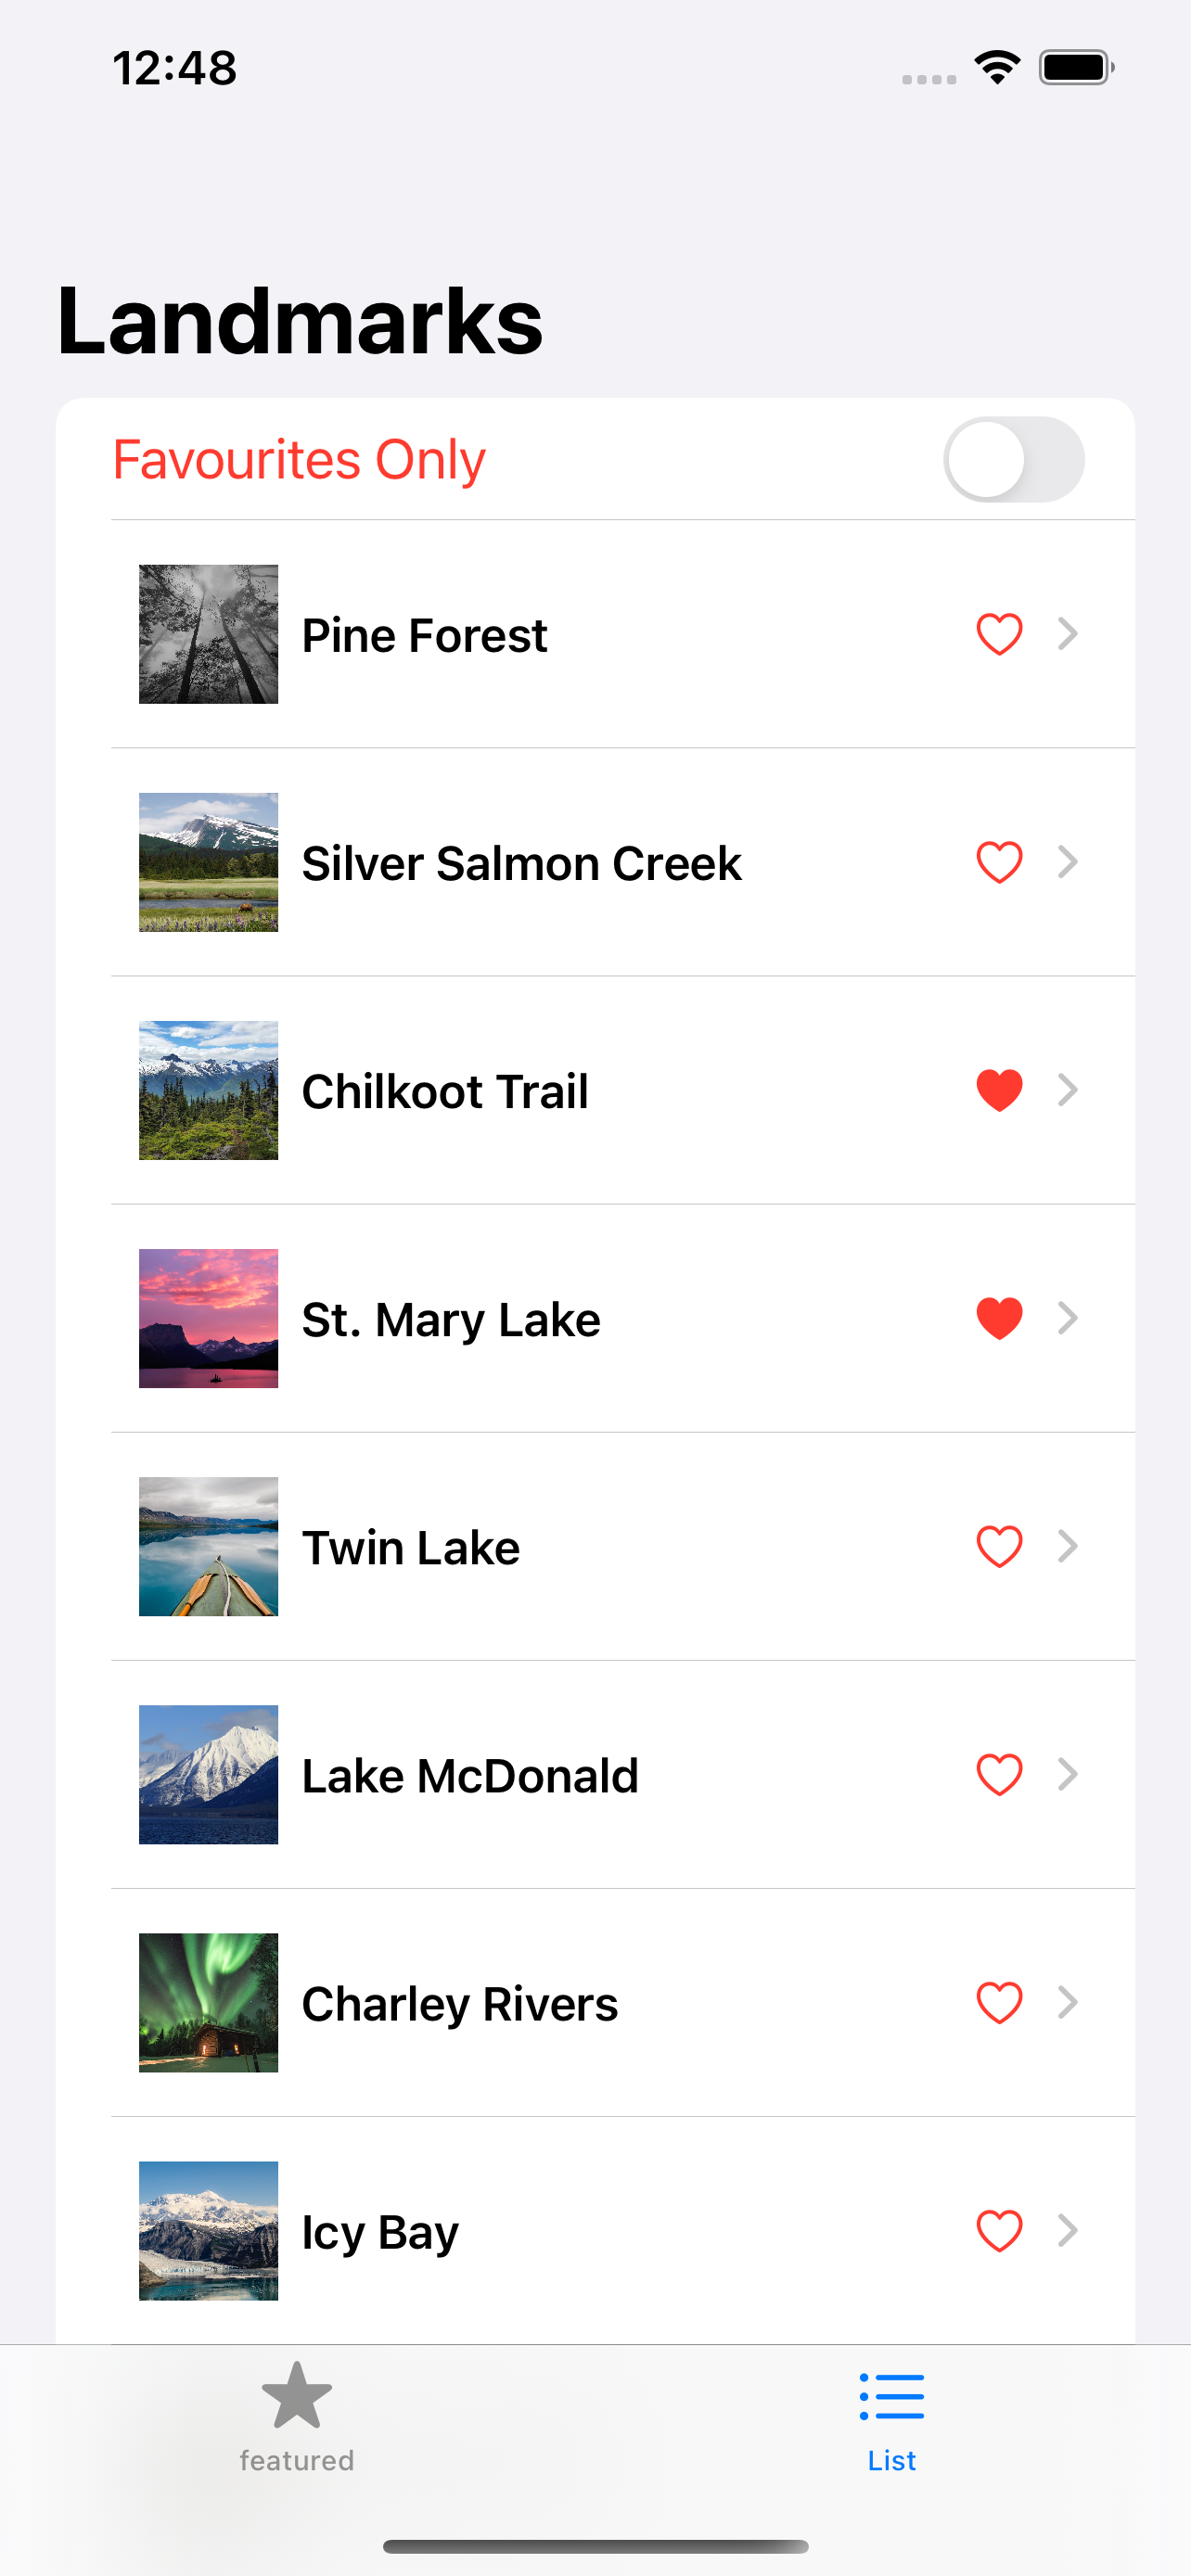 12:48
Landmarks
Favourites Only
Pine Forest
Silver Salmon Creek
Chilkoot Trail
St. Mary Lake
Twin Lake
Lake McDonald
Charley Rivers
Icy Bay
featured
List